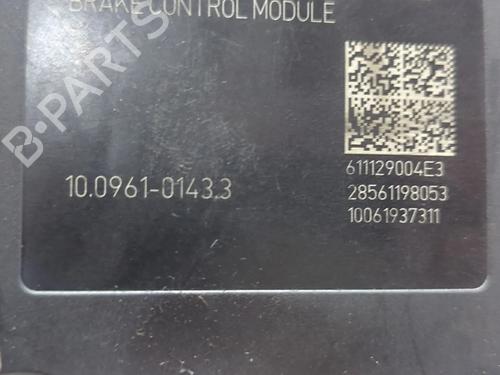 BRAKE CONTROL MODULE
B-PARTS
10.0961-0143.3
611129004E3
28561198053
10061937311